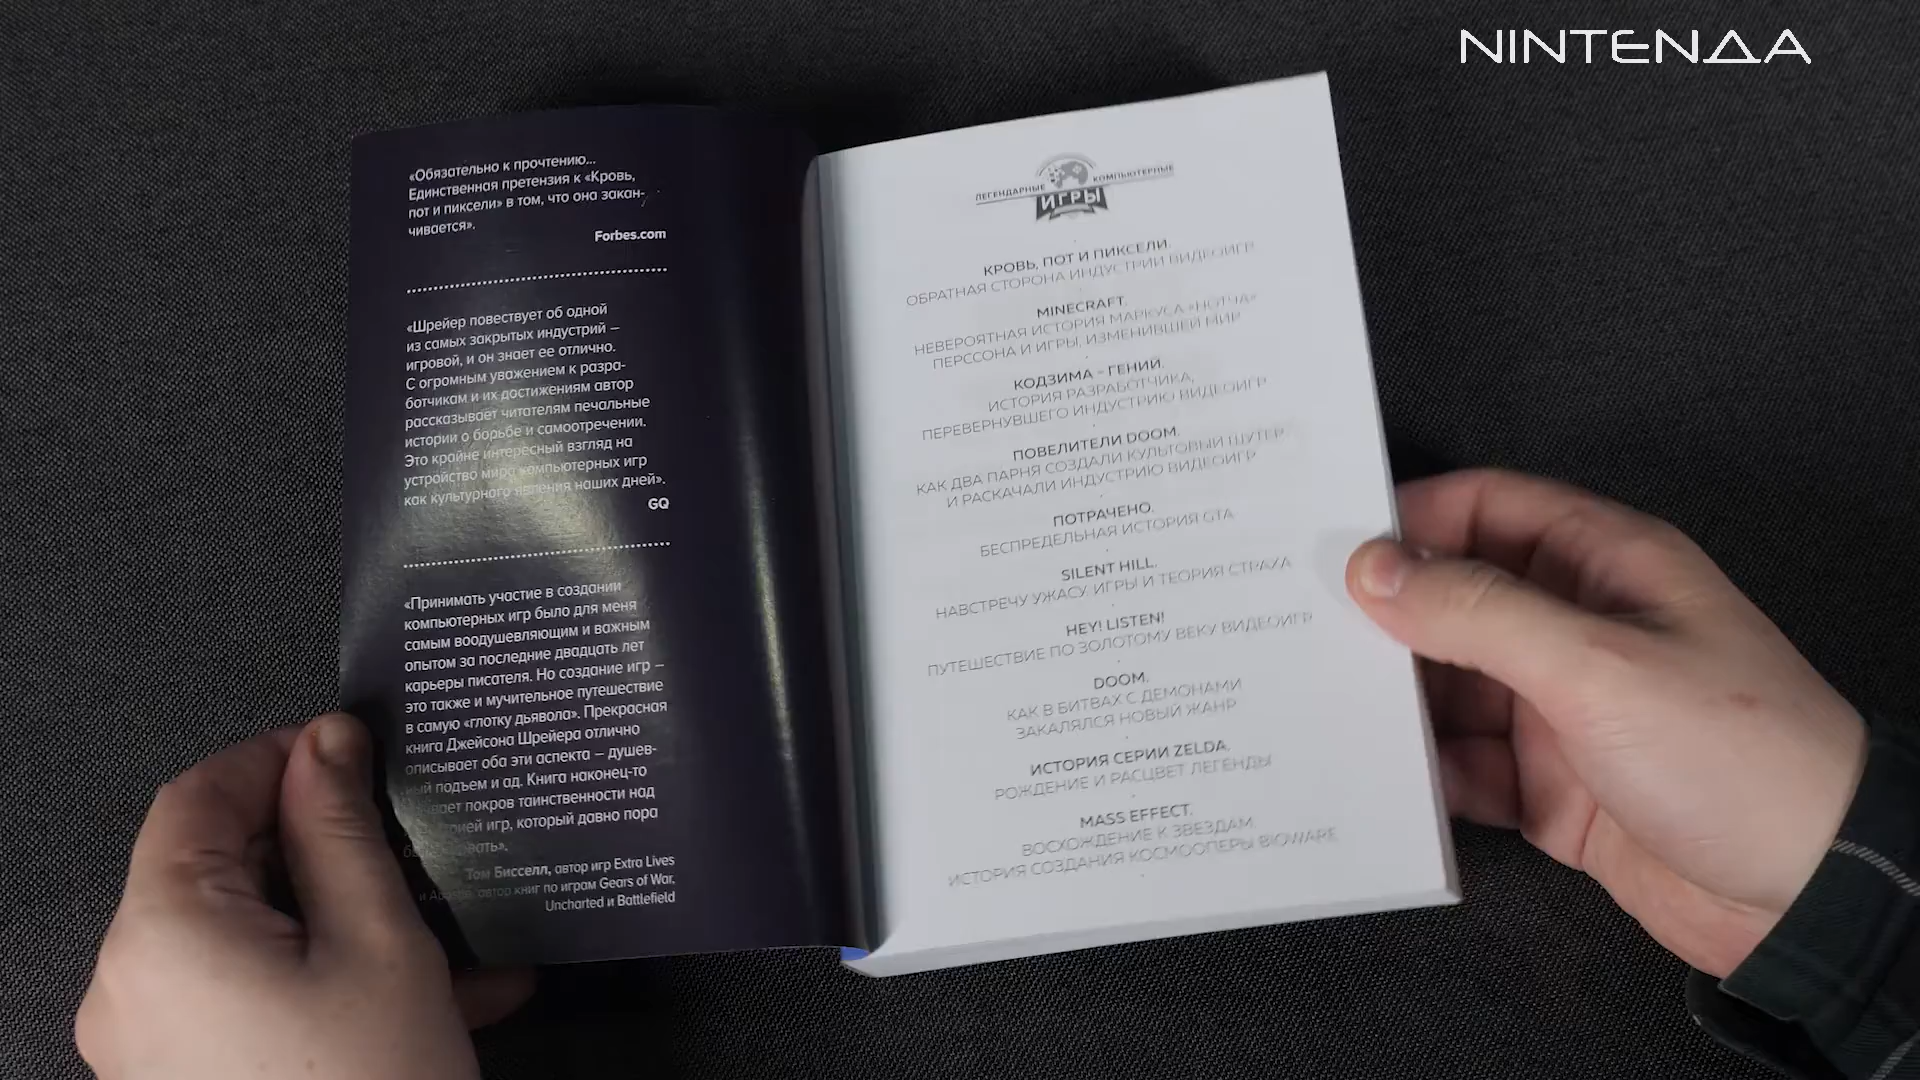 NINTENДА
«Обязательно к прочтению...
Единственная претензия к «Кровь,
пот и пиксели» в том, что она закан-
чивается».
Forbes.com
«Шрейер повествует об одной
из самых закрытых индустрий –
игровой, и он знает ее отлично.
С огромным уважением к разра-
ботчикам и их достижениям автор
рассказывает читателям печальные
истории о борьбе и самоотречении.
Это крайне интересный взгляд на
устройство мира компьютерных игр
как культурного явления наших дней».
GQ
«Принимать участие в создании
компьютерных игр было для меня
самым воодушевляющим и важным
опытом за последние двадцать лет
карьеры писателя. Но создание игр –
это также и мучительное путешествие
в самую «глотку дьявола». Прекрасная
книга Джейсона Шрейера отлично
описывает оба эти аспекта – душев-
ный подъем и ад. Книга наконец-то
покров таинственности над
игр, который давно пора
Том Бисселл, автор игр Extra Lives
и автор книг по играм Gears of War,
Uncharted и Battlefield
ЛЕГЕНДАРНЫЕ КОМПЬЮТЕРНЫЕ
ИГРЫ
КРОВЬ, ПОТ И ПИКСЕЛИ.
ОБРАТНАЯ СТОРОНА ИНДУСТРИИ ВИДЕОИГР
MINECRAFT.
НЕВЕРОЯТНАЯ ИСТОРИЯ МАРКУСА «НОТЧА»
ПЕРССОНА И ИГРЫ, ИЗМЕНИВШЕЙ МИР
КОДЗИМА - ГЕНИЙ.
ИСТОРИЯ РАЗРАБОТЧИКА,
ПЕРЕВЕРНУВШЕГО ИНДУСТРИЮ ВИДЕОИГР
ПОВЕЛИТЕЛИ DOOM.
КАК ДВА ПАРНЯ СОЗДАЛИ КУЛЬТОВЫЙ ШУТЕР
И РАСКАЧАЛИ ИНДУСТРИЮ ВИДЕОИГР
ПОТРАЧЕНО.
БЕСПРЕДЕЛЬНАЯ ИСТОРИЯ GTA
SILENT HILL.
НАВСТРЕЧУ УЖАСУ. ИГРЫ И ТЕОРИЯ СТРАХА
HEY! LISTEN!
ПУТЕШЕСТВИЕ ПО ЗОЛОТОМУ ВЕКУ ВИДЕОИГР
DOOM.
КАК В БИТВАХ С ДЕМОНАМИ
ЗАКАЛЯЛСЯ НОВЫЙ ЖАНР
ИСТОРИЯ СЕРИИ ZELDA.
РОЖДЕНИЕ И РАСЦВЕТ ЛЕГЕНДЫ
MASS EFFECT.
ВОСХОЖДЕНИЕ К ЗВЕЗДАМ.
ИСТОРИЯ СОЗДАНИЯ КОСМООПЕРЫ BIOWARE